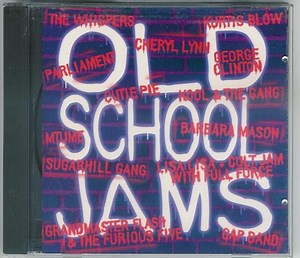 THE WHISPERS
KURTIS BLOW
OLD
CHERYL LYNN
GEORGE
CLINTON
PARLIAMENT
CUTIE PIE
KOOL & THE GANG
SCHOOL
MTUME
BARBARA MASON
SUGARHILL GANG
LISA LISA & CULT JAM
WITH FULL FORCE
JAMS
GRANDMASTER FLASH
& THE FURIOUS FIVE
GAP BAND